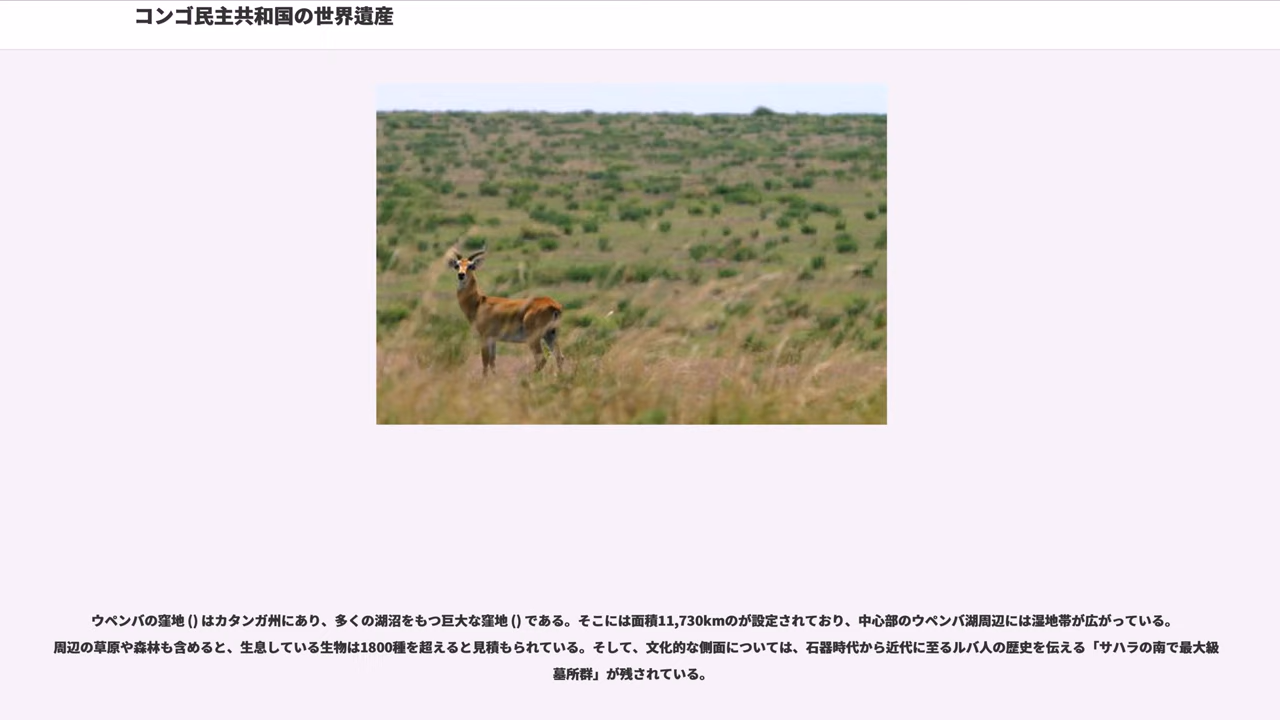 コンゴ民主共和国の世界遺産
ウペンバの窪地 () はカタンガ州にあり、多くの湖沼をもつ巨大な窪地 () である。そこには面積11,730kmのが設定されており、中心部のウペンバ湖周辺には湿地帯が広がっている。
周辺の草原や森林も含めると、生息している生物は1800種を超えると見積もられている。そして、文化的な側面については、石器時代から近代に至るルバ人の歴史を伝える「サハラの南で最大級
墓所群」が残されている。